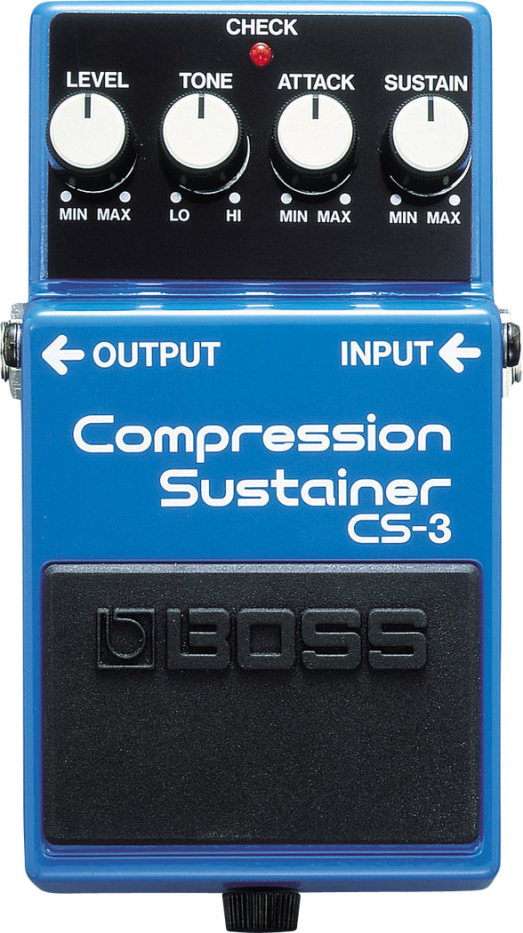 CHECK
LEVEL TONE ATTACK SUSTAIN
MIN MAX LO HI MIN MAX MIN MAX
OUTPUT INPUT
Compression
Sustainer
CS-3
BOSS